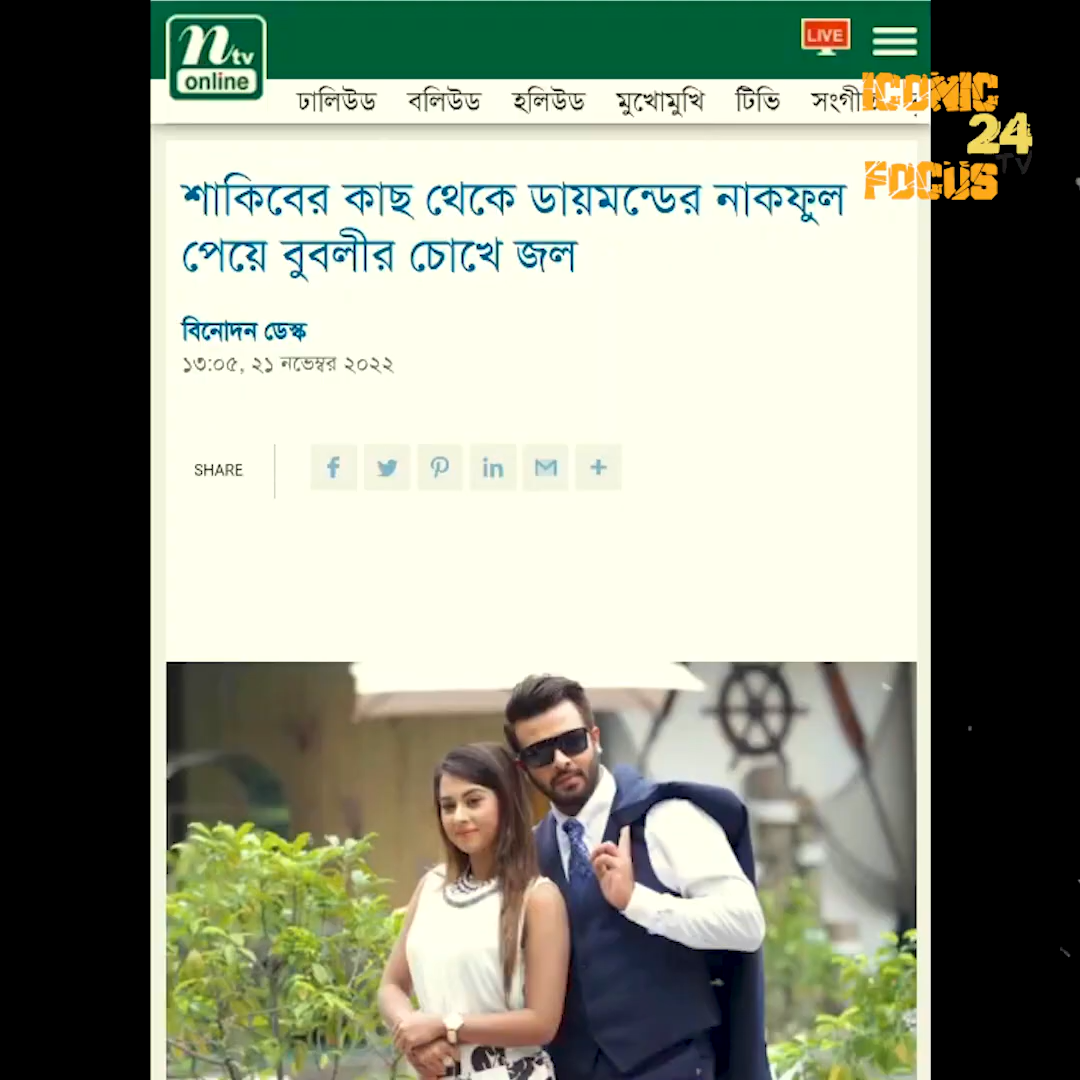 ntv
online
LIVE
ঢালিউড বলিউড হলিউড মুখোমুখি টিভি
ICONIC
24
TV
FOCUS
শাকিবের কাছ থেকে ডায়মন্ডের নাকফুল
পেয়ে বুবলীর চোখে জল
বিনোদন ডেস্ক
১৩:০৫, ২১ নভেম্বর ২০২২
SHARE